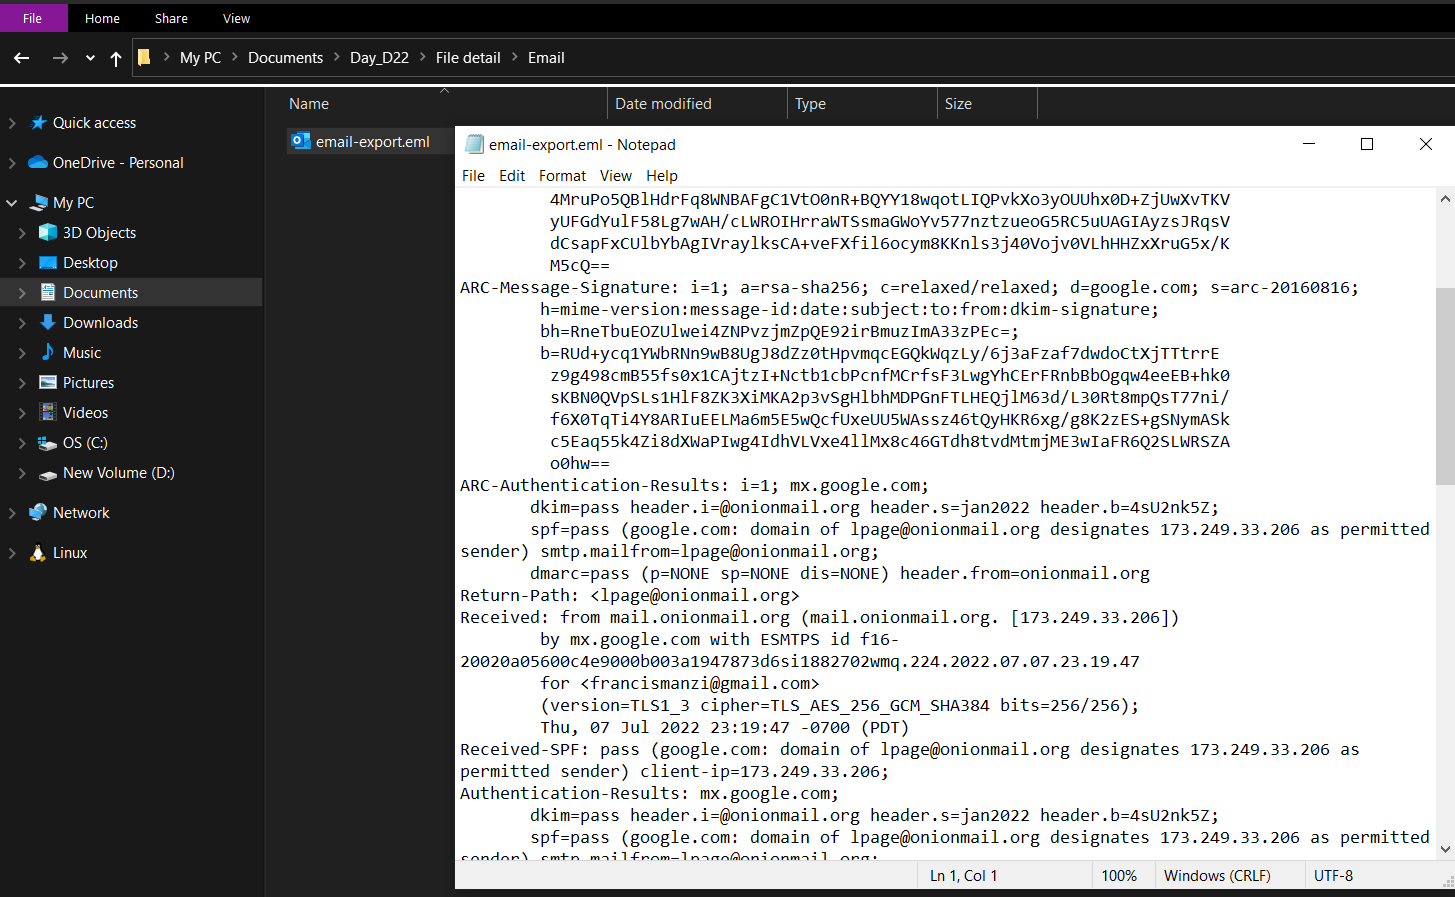 File Home Share View
My PC Documents Day_D22 File detail Email
Name Date modified Type Size
Quick access
OneDrive - Personal
My PC
3D Objects
Desktop
Documents
Downloads
Music
Pictures
Videos
OS (C:)
New Volume (D:)
Network
Linux
email-export.eml
email-export.eml - Notepad
File Edit Format View Help
4MruPo5QBlHdrFq8WNBAFgC1VtO0nR+BQYY18wqotLIQPvkXo3yOUUhx0D+ZjUwXvTKV
yUFGdYulF58Lg7wAH/cLWROIHrraWTSsmaGWoYv577nztzueoG5RC5uUAGIAyzsJRqsV
dCsapFxCUlbYbAgIVraylksCA+veFXfil6ocym8KKnls3j40Vojv0VLhHHZxXruG5x/K
M5cQ==
ARC-Message-Signature: i=1; a=rsa-sha256; c=relaxed/relaxed; d=google.com; s=arc-20160816;
h=mime-version:message-id:date:subject:to:from:dkim-signature;
bh=RneTbuEOZUlwei4ZNPvzjmZpQE92irBmuzImA33zPEc=;
b=RUd+ycq1YWbRNn9wB8UgJ8dZz0tHpvmqcEGQkWqzLy/6j3aFzaf7dwdoCtXjTTtrrE
z9g498cmB55fs0x1CAjtzI+Nctb1cbPcnfMCrfsF3LwgYhCErFRnbBbOgqw4eeEB+hk0
sKBN0QVpSLs1HlF8ZK3XiMKA2p3vSgHlbhMDPGnFTLHEQjlM63d/L30Rt8mpQsT77ni/
f6X0TqTi4Y8ARIuEELMa6m5E5wQcfUxeUU5WAssz46tQyHKR6xg/g8K2zES+gSNymASk
c5Eaq55k4Zi8dXWaPIwg4IdhVLVxe4llMx8c46GTdh8tvdMtmjME3wIaFR6Q2SLWRSZA
o0hw==
ARC-Authentication-Results: i=1; mx.google.com;
dkim=pass header.i=@onionmail.org header.s=jan2022 header.b=4sU2nk5Z;
spf=pass (google.com: domain of lpage@onionmail.org designates 173.249.33.206 as permitted
sender) smtp.mailfrom=lpage@onionmail.org;
dmarc=pass (p=NONE sp=NONE dis=NONE) header.from=onionmail.org
Return-Path: <lpage@onionmail.org>
Received: from mail.onionmail.org (mail.onionmail.org. [173.249.33.206])
by mx.google.com with ESMTPS id f16-
20020a05600c4e9000b003a1947873d6si1882702wmq.224.2022.07.07.23.19.47
for <francismanzi@gmail.com>
(version=TLS1_3 cipher=TLS_AES_256_GCM_SHA384 bits=256/256);
Thu, 07 Jul 2022 23:19:47 -0700 (PDT)
Received-SPF: pass (google.com: domain of lpage@onionmail.org designates 173.249.33.206 as
permitted sender) client-ip=173.249.33.206;
Authentication-Results: mx.google.com;
dkim=pass header.i=@onionmail.org header.s=jan2022 header.b=4sU2nk5Z;
spf=pass (google.com: domain of lpage@onionmail.org designates 173.249.33.206 as permitted
sender) smtp.mailfrom=lpage@onionmail.org;
Ln 1, Col 1 100% Windows (CRLF) UTF-8